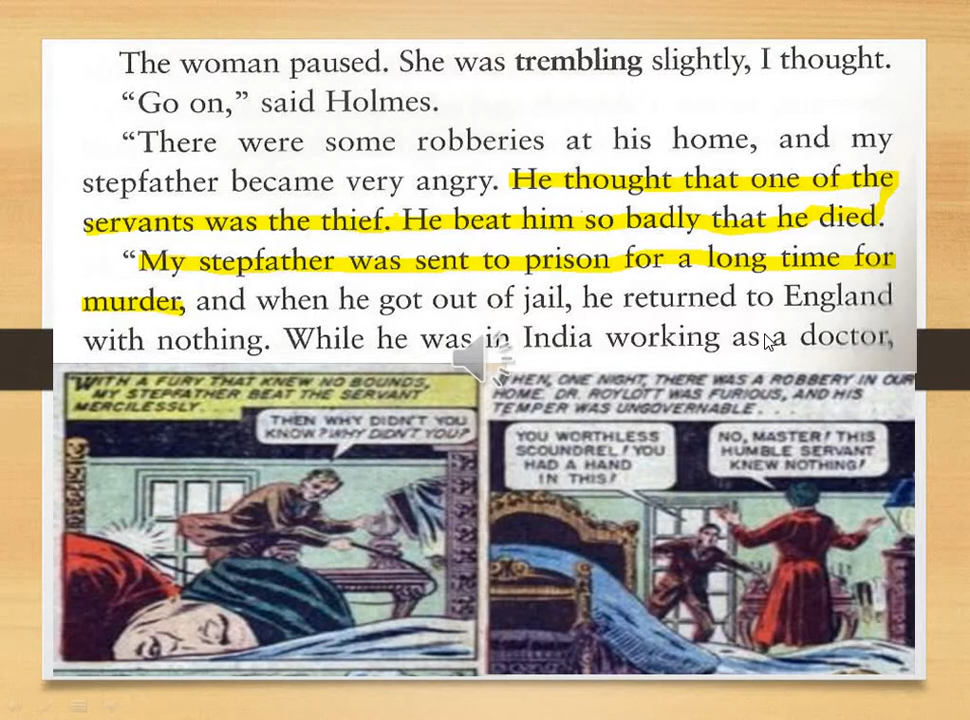 The woman paused. She was trembling slightly, I thought.
“Go on,” said Holmes.
“There were some robberies at his home, and my
stepfather became very angry. He thought that one of the
servants was the thief. He beat him so badly that he died.
“My stepfather was sent to prison for a long time for
murder, and when he got out of jail, he returned to England
with nothing. While he was in India working as a doctor,
WITH A FURY THAT KNEW NO BOUNDS,
MY STEPFATHER BEAT THE SERVANT
MERCILESSLY.
THEN WHY DIDN'T YOU
KNOW? WHY DIDN'T YOU?
WHEN, ONE NIGHT, THERE WAS A ROBBERY IN OUR
HOME. DR. ROYLOTT WAS FURIOUS, AND HIS
TEMPER WAS UNGOVERNABLE . . .
YOU WORTHLESS
SCOUNDREL! YOU
HAD A HAND
IN THIS!
NO, MASTER! THIS
HUMBLE SERVANT
KNEW NOTHING!